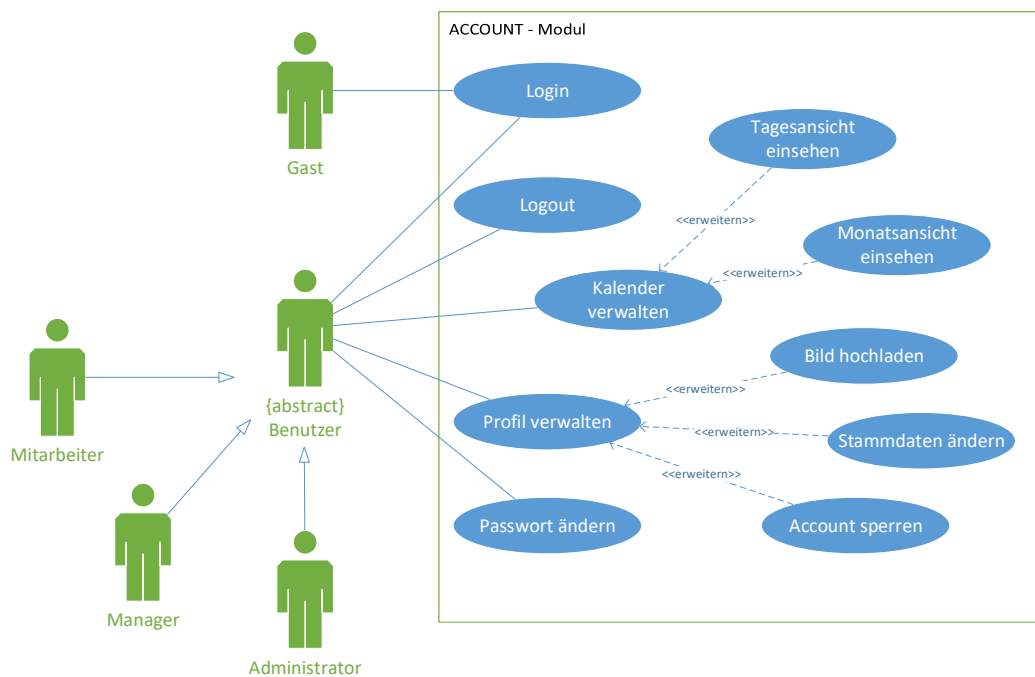 ACCOUNT - Modul
Login
Gast
Tagesansicht
einsehen
<<erweitern>>
Logout
Monatsansicht
einsehen
<<erweitern>>
Kalender
verwalten
Bild hochladen
<<erweitern>>
{abstract}
Benutzer
Profil verwalten
<<erweitern>>
Stammdaten ändern
Mitarbeiter
<<erweitern>>
Passwort ändern
Account sperren
Manager
Administrator